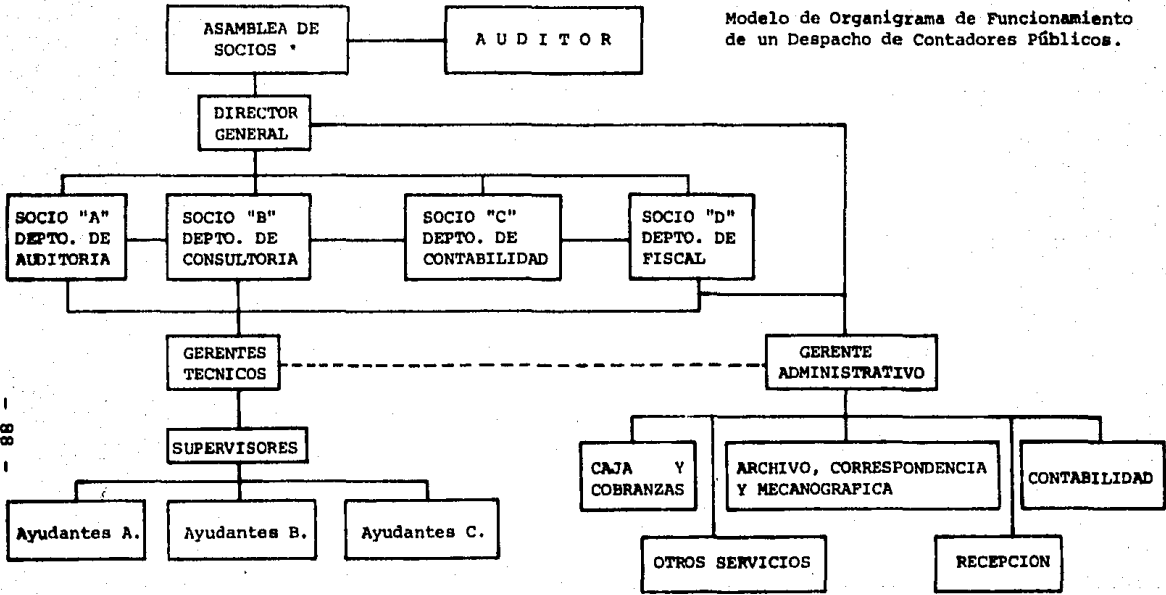 Modelo de Organigrama de Funcionamiento
de un Despacho de Contadores Públicos.
ASAMBLEA DE
SOCIOS *
A U D I T O R
DIRECTOR
GENERAL
SOCIO "A"
DEPTO. DE
AUDITORIA
SOCIO "B"
DEPTO. DE
CONSULTORIA
SOCIO "C"
DEPTO. DE
CONTABILIDAD
SOCIO "D"
DEPTO. DE
FISCAL
GERENTES
TECNICOS
GERENTE
ADMINISTRATIVO
SUPERVISORES
Ayudantes A.
Ayudantes B.
Ayudantes C.
CAJA Y
COBRANZAS
ARCHIVO, CORRESPONDENCIA
Y MECANOGRAFICA
CONTABILIDAD
OTROS SERVICIOS
RECEPCION
- 88 -